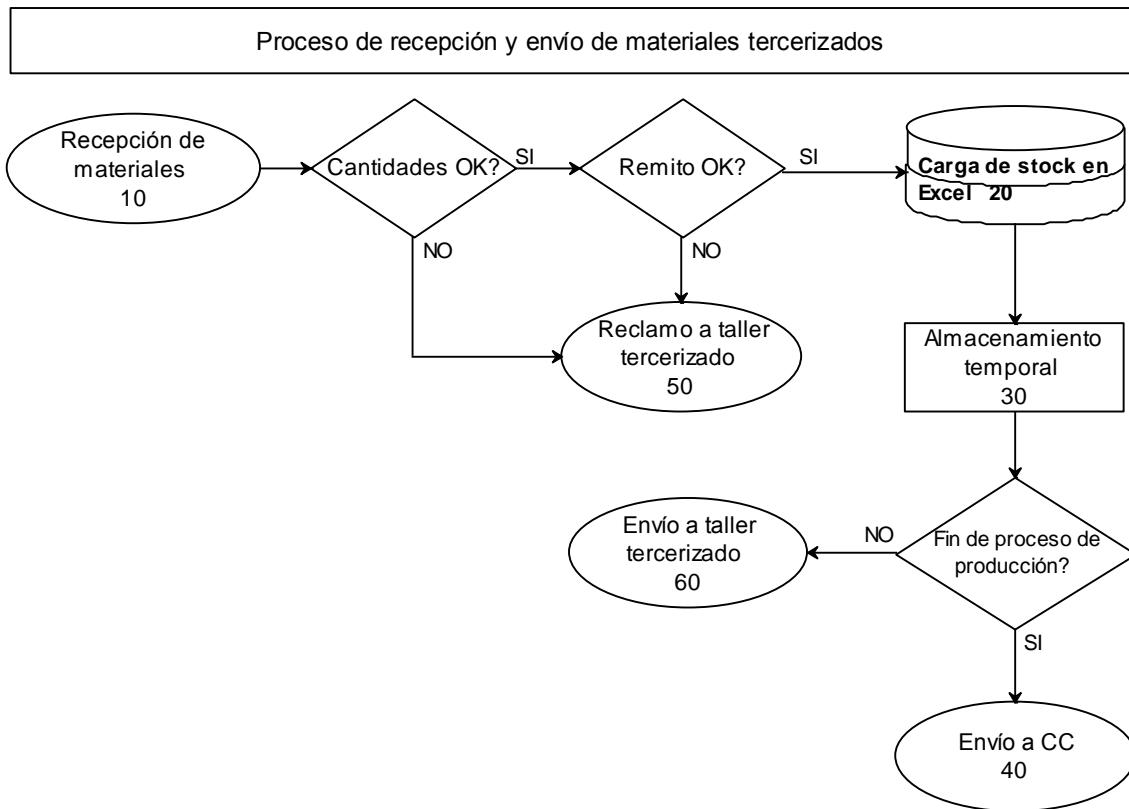 Proceso de recepción y envío de materiales tercerizados
Recepción de
materiales
10
Cantidades OK?
SI
Remito OK?
SI
Carga de stock en
Excel 20
NO
NO
Reclamo a taller
tercerizado
50
Almacenamiento
temporal
30
Envío a taller
tercerizado
60
NO
Fin de proceso de
producción?
SI
Envío a CC
40